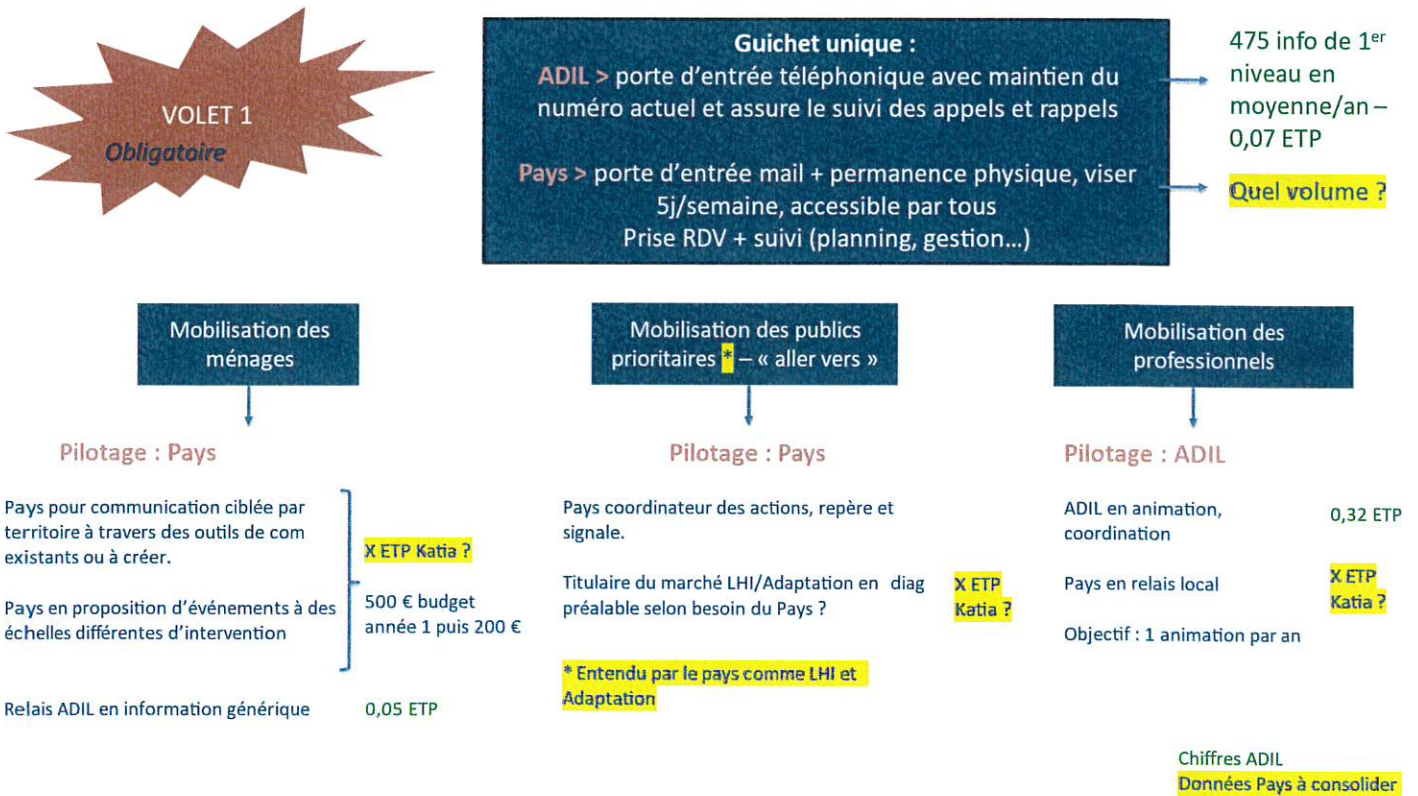 VOLET 1
Obligatoire
Guichet unique :
ADIL > porte d'entrée téléphonique avec maintien du
numéro actuel et assure le suivi des appels et rappels
Pays > porte d'entrée mail + permanence physique, viser
5j/semaine, accessible par tous
Prise RDV + suivi (planning, gestion…)
475 info de 1er
niveau en
moyenne/an –
0,07 ETP
Quel volume ?
Mobilisation des
ménages
Pilotage : Pays
Pays pour communication ciblée par
territoire à travers des outils de com
existants ou à créer.
Pays en proposition d'événements à des
échelles différentes d'intervention
X ETP Katia ?
500 € budget
année 1 puis 200 €
Relais ADIL en information générique
0,05 ETP
Mobilisation des publics
prioritaires * – « aller vers »
Pilotage : Pays
Pays coordinateur des actions, repère et
signale.
Titulaire du marché LHI/Adaptation en diag
préalable selon besoin du Pays ?
X ETP
Katia ?
* Entendu par le pays comme LHI et
Adaptation
Mobilisation des
professionnels
Pilotage : ADIL
ADIL en animation,
coordination
0,32 ETP
Pays en relais local
X ETP
Katia ?
Objectif : 1 animation par an
Chiffres ADIL
Données Pays à consolider